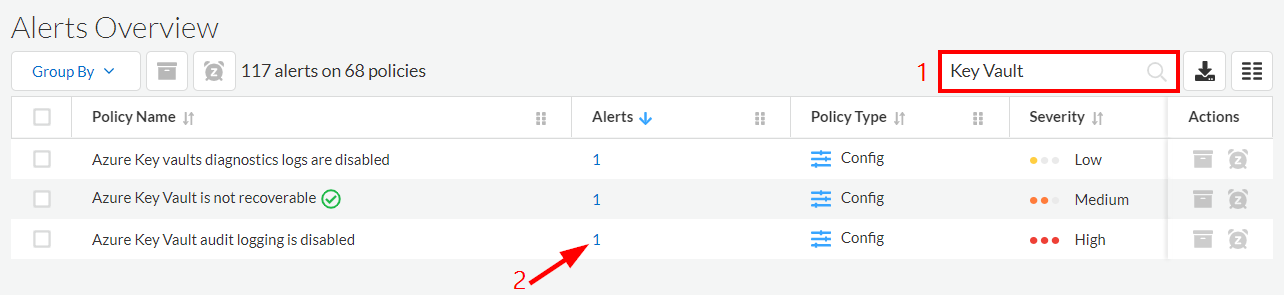 Alerts Overview
Group By 117 alerts on 68 policies 1 Key Vault
Policy Name Alerts Policy Type Severity Actions
Azure Key vaults diagnostics logs are disabled 1 Config Low
Azure Key Vault is not recoverable 1 Config Medium
Azure Key Vault audit logging is disabled 1 Config High
2